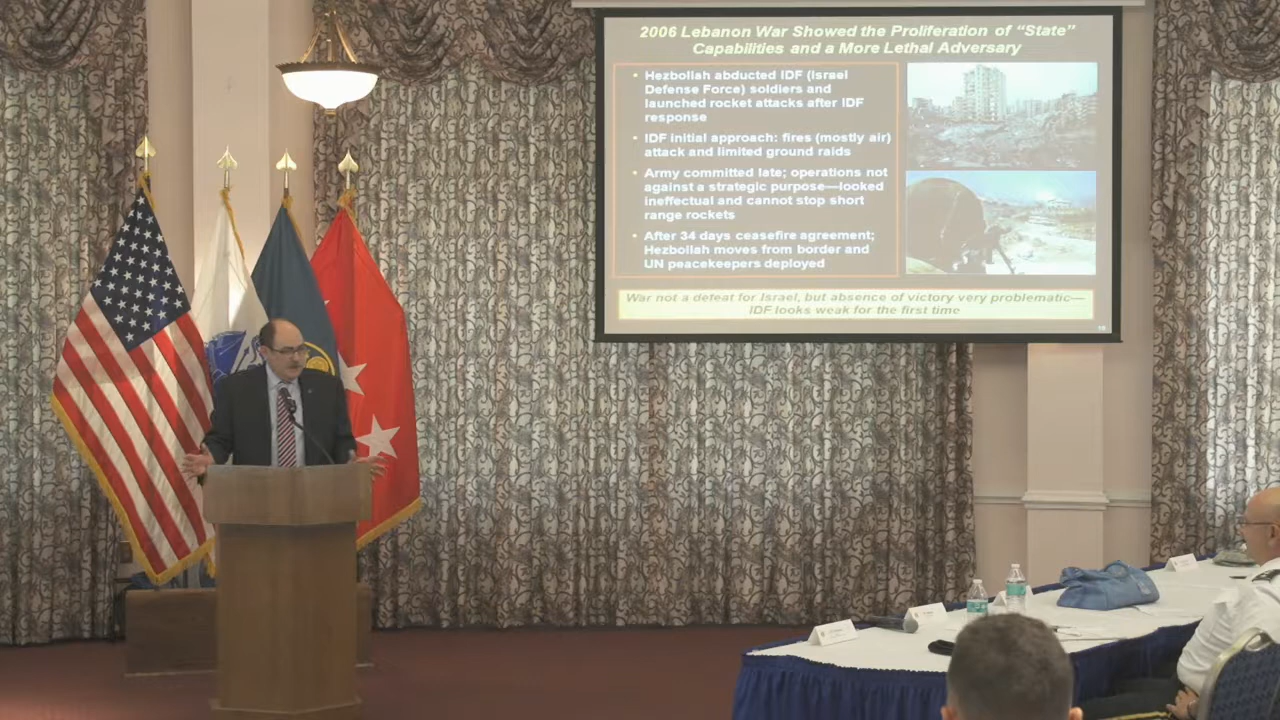 2006 Lebanon War Showed the Proliferation of “State”
Capabilities and a More Lethal Adversary
• Hezbollah abducted IDF (Israel
Defense Force) soldiers and
launched rocket attacks after IDF
response
• IDF initial approach: fires (mostly air)
attack and limited ground raids
• Army committed late; operations not
against a strategic purpose—looked
ineffectual and cannot stop short
range rockets
• After 34 days ceasefire agreement;
Hezbollah moves from border and
UN peacekeepers deployed
War not a defeat for Israel, but absence of victory very problematic—
IDF looks weak for the first time